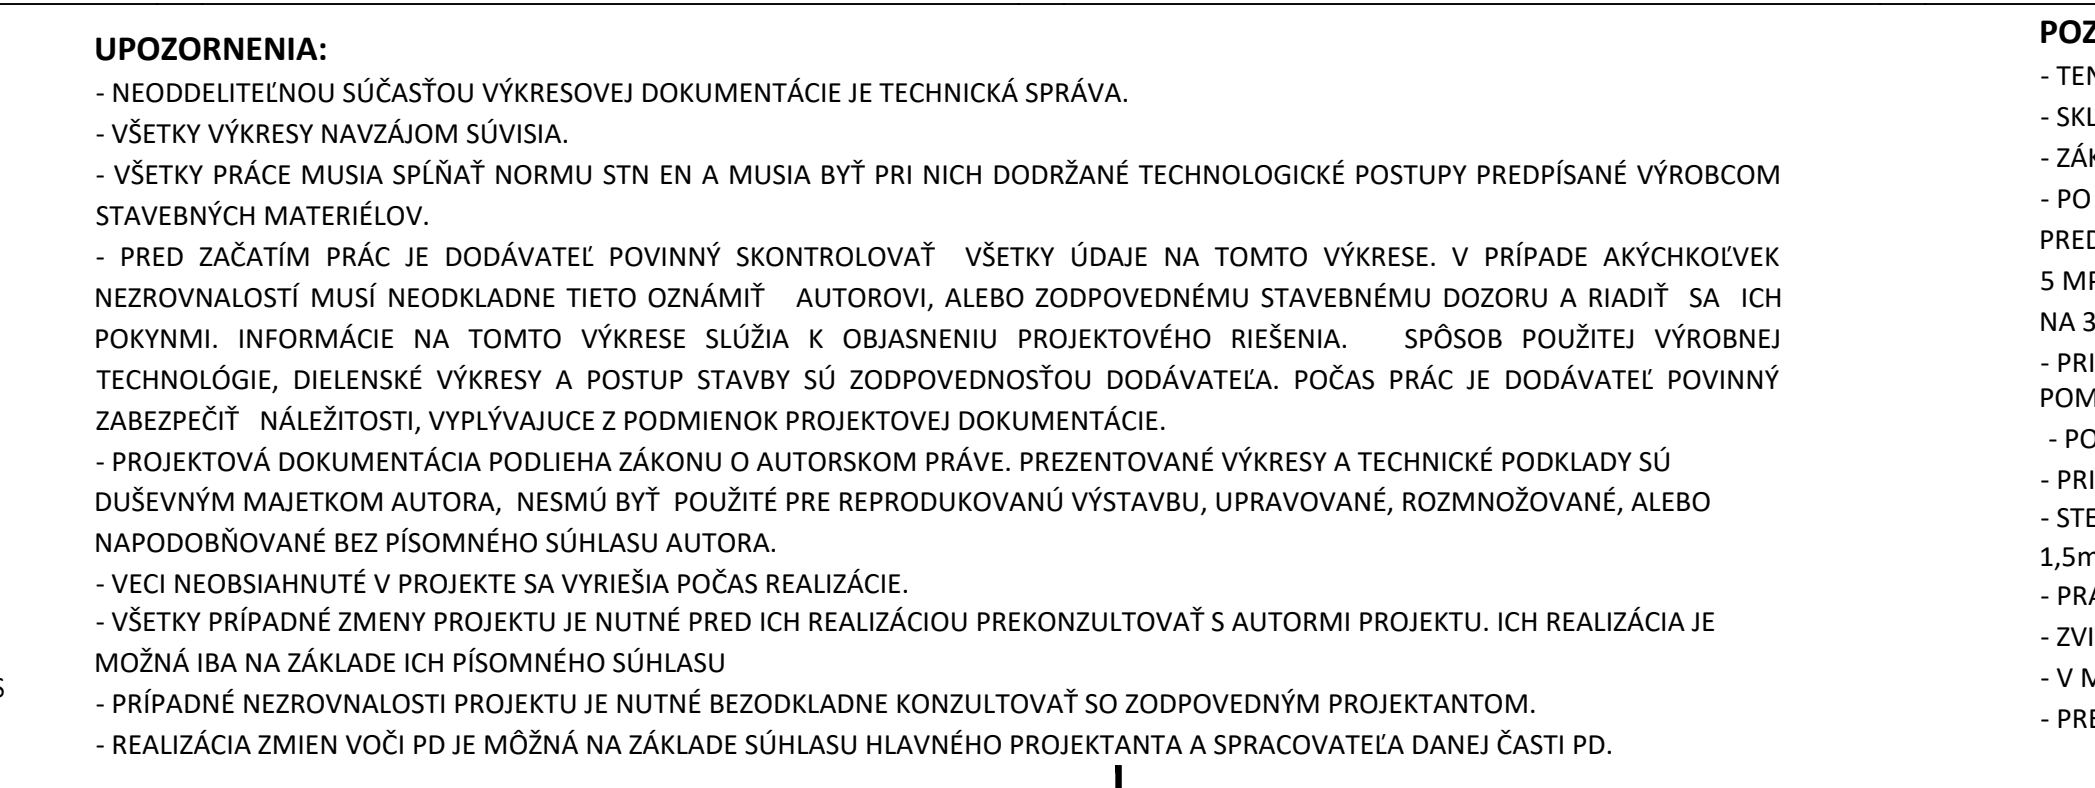 UPOZORNENIA:
- NEODDELITEĽNOU SÚČASŤOU VÝKRESOVEJ DOKUMENTÁCIE JE TECHNICKÁ SPRÁVA.
- VŠETKY VÝKRESY NAVZÁJOM SÚVISIA.
- VŠETKY PRÁCE MUSIA SPĹŇAŤ NORMU STN EN A MUSIA BYŤ PRI NICH DODRŽANÉ TECHNOLOGICKÉ POSTUPY PREDPÍSANÉ VÝROBCOM
STAVEBNÝCH MATERIÉLOV.
- PRED ZAČATÍM PRÁC JE DODÁVATEĽ POVINNÝ SKONTROLOVAŤ VŠETKY ÚDAJE NA TOMTO VÝKRESE. V PRÍPADE AKÝCHKOĽVEK
NEZROVNALOSTÍ MUSÍ NEODKLADNE TIETO OZNÁMIŤ AUTOROVI, ALEBO ZODPOVEDNÉMU STAVEBNÉMU DOZORU A RIADIŤ SA ICH
POKYNMI. INFORMÁCIE NA TOMTO VÝKRESE SLÚŽIA K OBJASNENIU PROJEKTOVÉHO RIEŠENIA. SPÔSOB POUŽITEJ VÝROBNEJ
TECHNOLÓGIE, DIELENSKÉ VÝKRESY A POSTUP STAVBY SÚ ZODPOVEDNOSŤOU DODÁVATEĽA. POČAS PRÁC JE DODÁVATEĽ POVINNÝ
ZABEZPEČIŤ NÁLEŽITOSTI, VYPLÝVAJUCE Z PODMIENOK PROJEKTOVEJ DOKUMENTÁCIE.
- PROJEKTOVÁ DOKUMENTÁCIA PODLIEHA ZÁKONU O AUTORSKOM PRÁVE. PREZENTOVANÉ VÝKRESY A TECHNICKÉ PODKLADY SÚ
DUŠEVNÝM MAJETKOM AUTORA, NESMÚ BYŤ POUŽITÉ PRE REPRODUKOVANÚ VÝSTAVBU, UPRAVOVANÉ, ROZMNOŽOVANÉ, ALEBO
NAPODOBŇOVANÉ BEZ PÍSOMNÉHO SÚHLASU AUTORA.
- VECI NEOBSIAHNUTÉ V PROJEKTE SA VYRIEŠIA POČAS REALIZÁCIE.
- VŠETKY PRÍPADNÉ ZMENY PROJEKTU JE NUTNÉ PRED ICH REALIZÁCIOU PREKONZULTOVAŤ S AUTORMI PROJEKTU. ICH REALIZÁCIA JE
MOŽNÁ IBA NA ZÁKLADE ICH PÍSOMNÉHO SÚHLASU
- PRÍPADNÉ NEZROVNALOSTI PROJEKTU JE NUTNÉ BEZODKLADNE KONZULTOVAŤ SO ZODPOVEDNÝM PROJEKTANTOM.
- REALIZÁCIA ZMIEN VOČI PD JE MÔŽNÁ NA ZÁKLADE SÚHLASU HLAVNÉHO PROJEKTANTA A SPRACOVATEĽA DANEJ ČASTI PD.
- PO
NA 3
- V